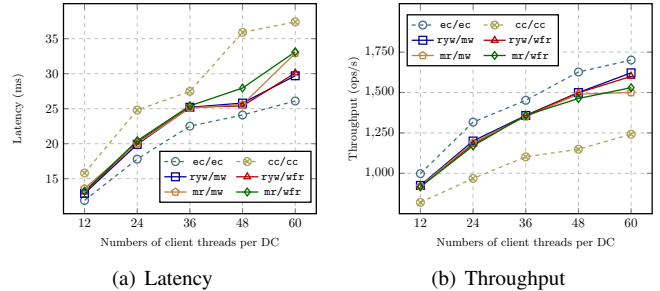 35
30
25
20
15
Latency (ms)
ec/ec cc/cc
ryw/mw ryw/wfr
mr/mw mr/wfr
12 24 36 48 60
Numbers of client threads per DC
(a) Latency
ec/ec cc/cc
ryw/mw ryw/wfr
mr/mw mr/wfr
1,750
1,500
1,250
1,000
Throughput (ops/s)
12 24 36 48 60
Numbers of client threads per DC
(b) Throughput